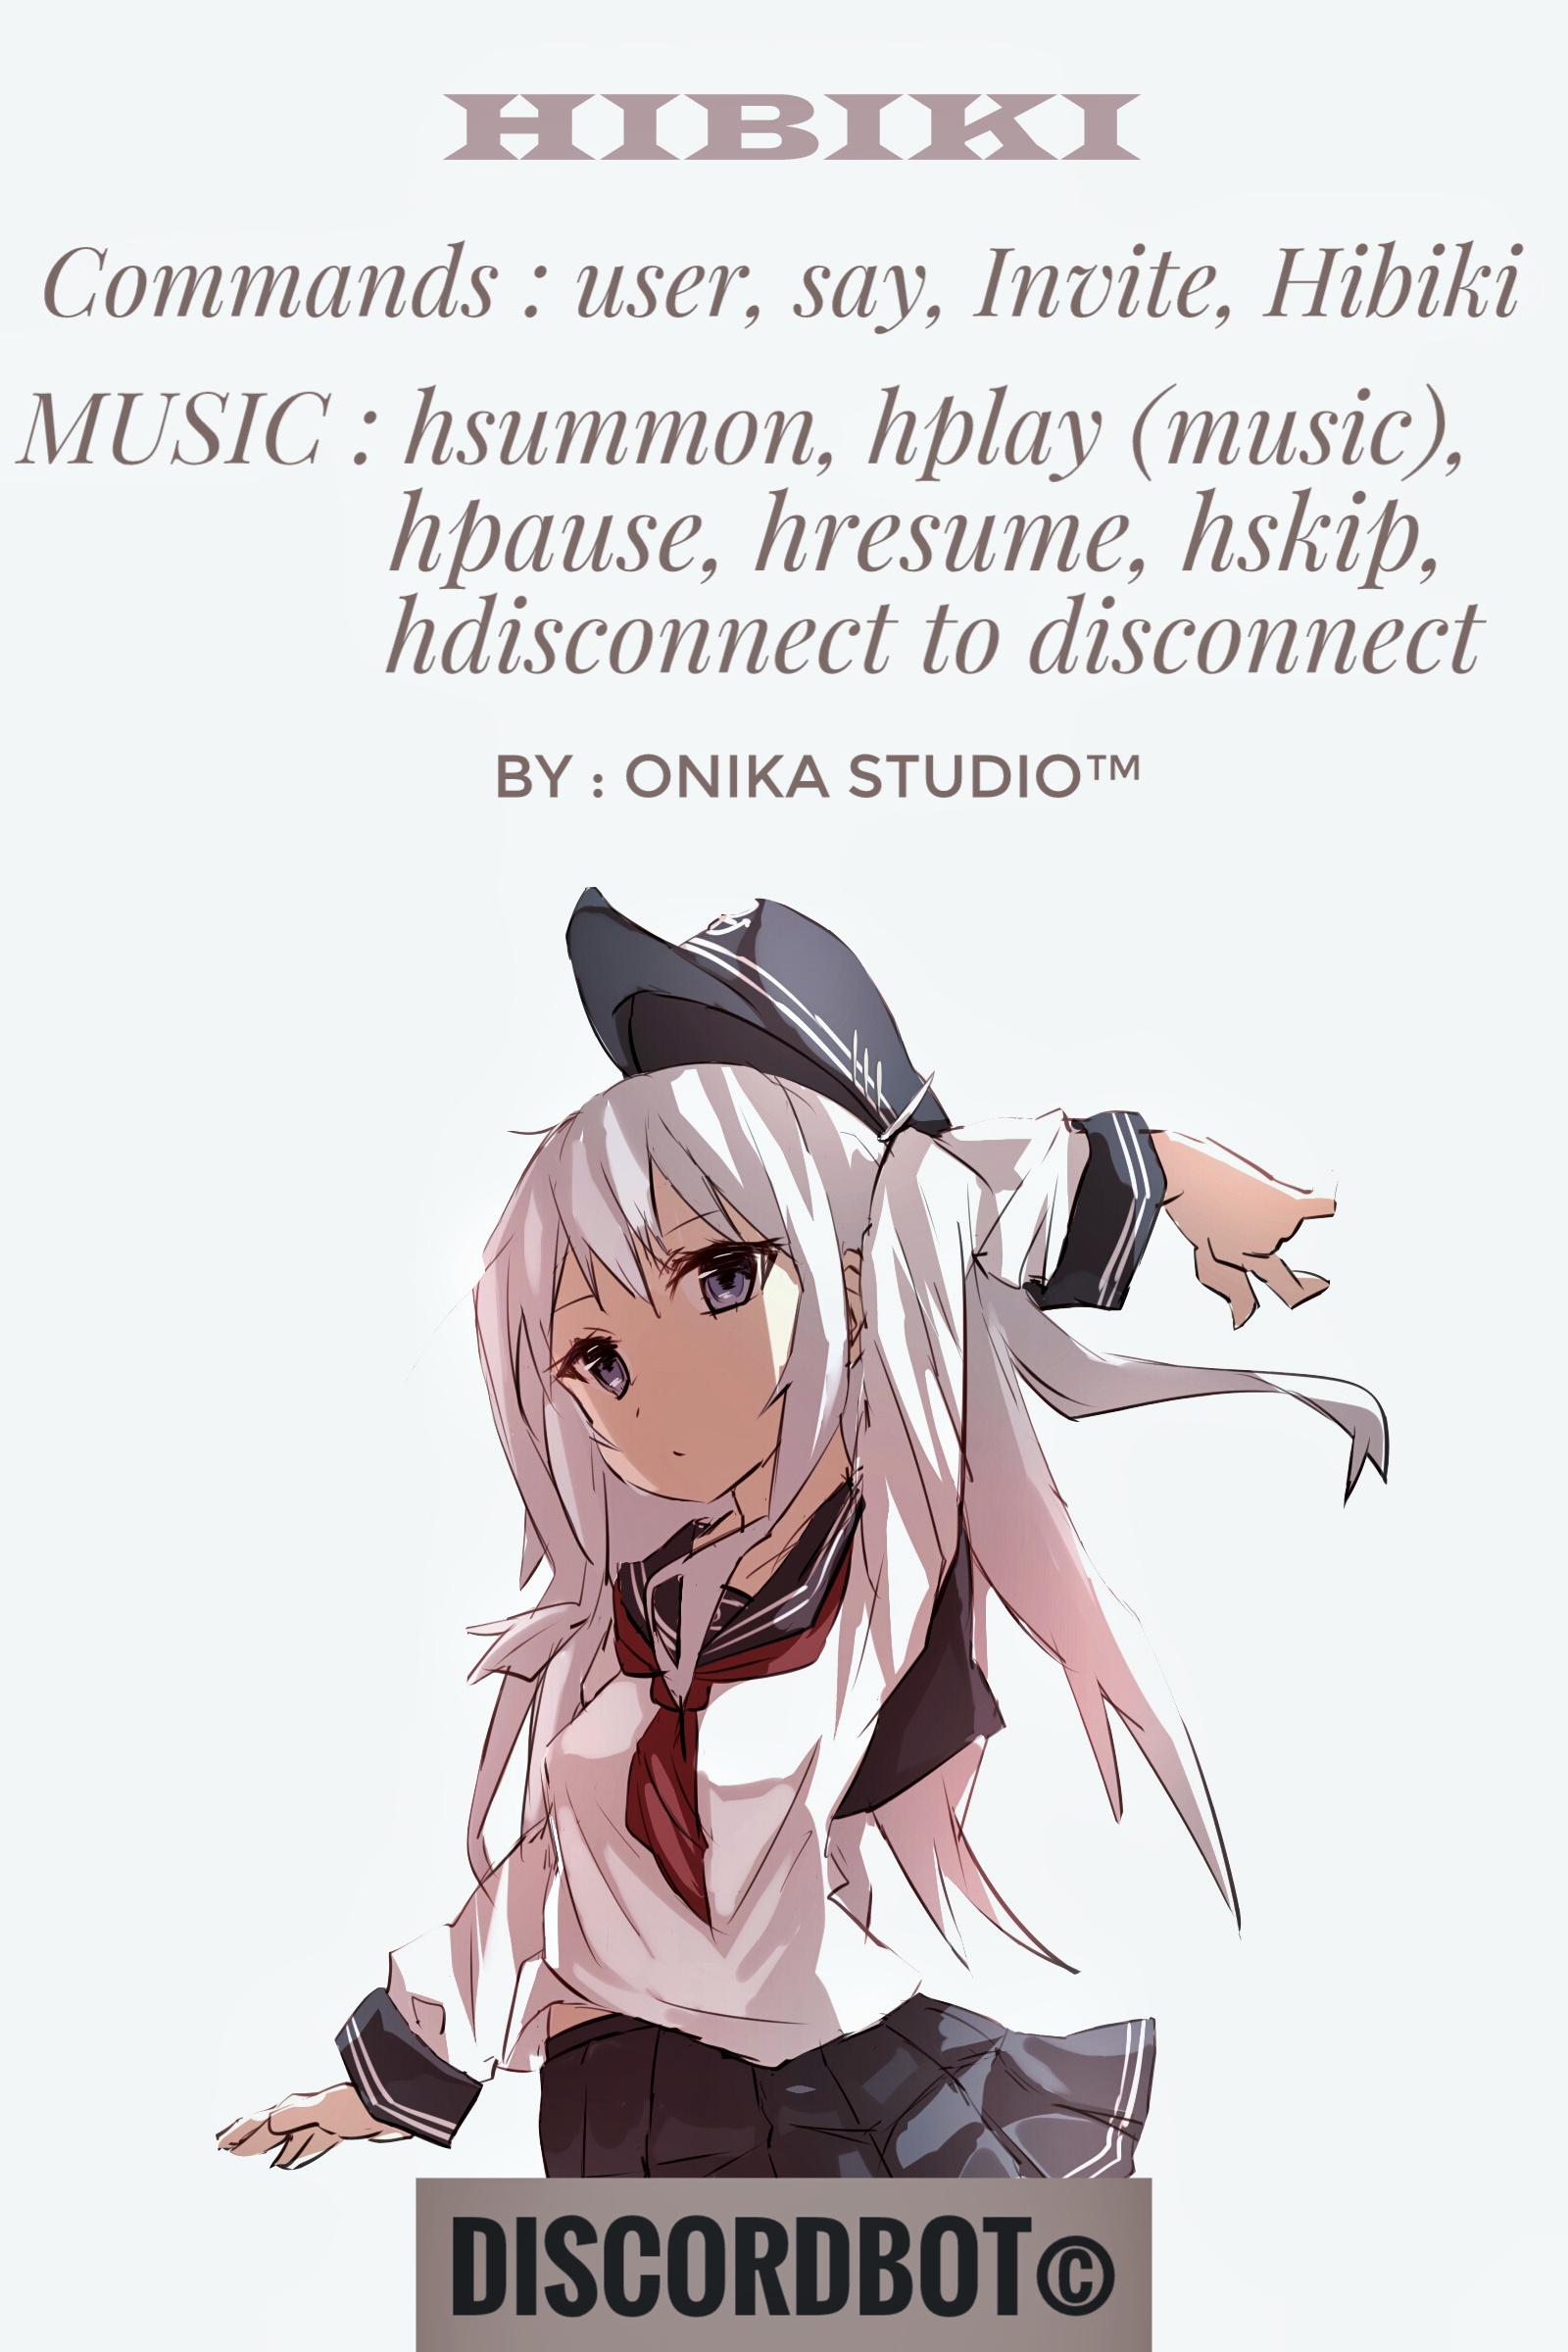 HIBIKI
Commands : user, say, Invite, Hibiki
MUSIC : hsummon, hplay (music),
hpause, hresume, hskip,
hdisconnect to disconnect
BY : ONIKA STUDIO™
DISCORDBOT©